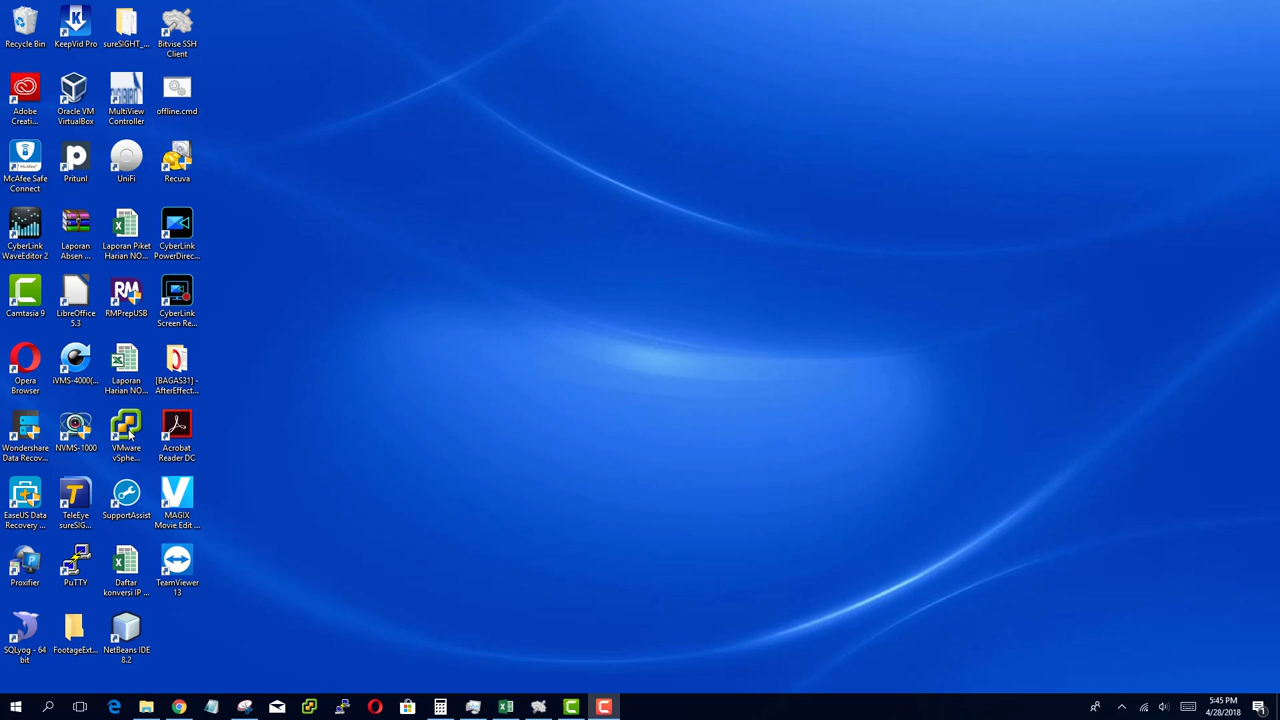 Recycle Bin
KeepVid Pro
sureSIGHT_...
Bitvise SSH
Client
Adobe
Creati...
Oracle VM
VirtualBox
MultiView
Controller
offline.cmd
McAfee Safe
Connect
Pritunl
UniFi
Recuva
CyberLink
WaveEditor 2
Laporan
Absen ...
Laporan Piket
Harian NO...
CyberLink
PowerDirec...
Camtasia 9
LibreOffice
5.3
RMPrepUSB
CyberLink
Screen Re...
Opera
Browser
iVMS-4000(...
Laporan
Harian NO...
[BAGAS31] -
AfterEffect...
Wondershare
Data Recov...
NVMS-1000
VMware
vSphe...
Acrobat
Reader DC
EaseUS Data
Recovery ...
TeleEye
sureSIG...
SupportAssist
MAGIX
Movie Edit ...
Proxifier
PuTTY
Daftar
konversi IP ...
TeamViewer
13
SQLyog - 64
bit
FootageExt...
NetBeans IDE
8.2
5:45 PM
4/28/2018